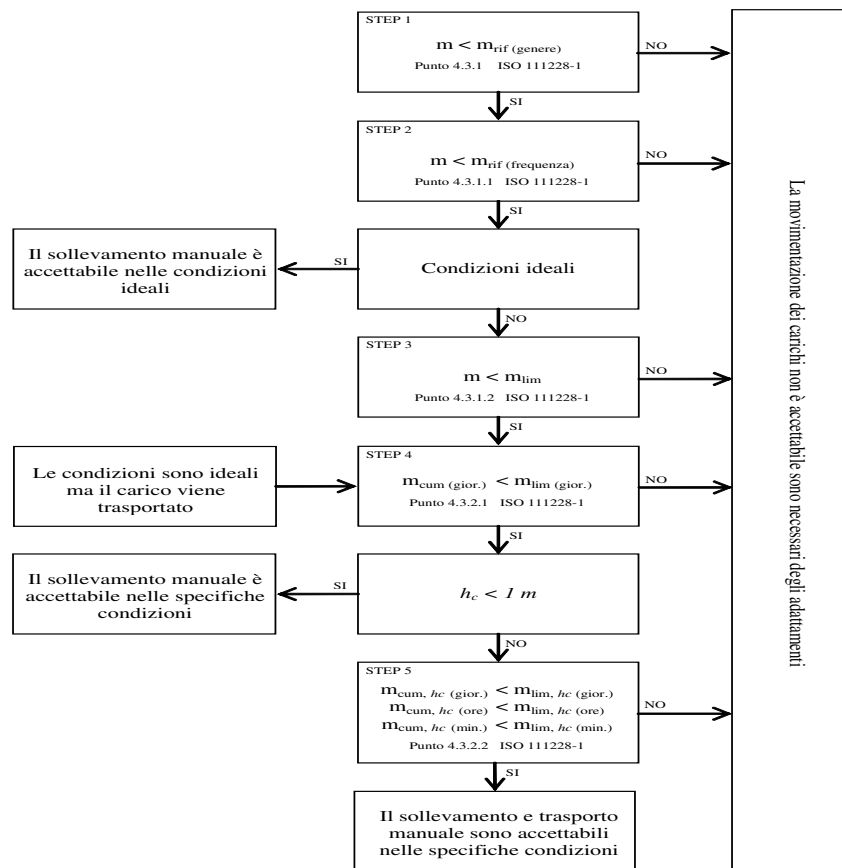 STEP 1
m < mrif (genere)
Punto 4.3.1 ISO 111228-1
NO
SI
STEP 2
m < mrif (frequenza)
Punto 4.3.1.1 ISO 111228-1
NO
SI
Il sollevamento manuale è
accettabile nelle condizioni
ideali
SI
Condizioni ideali
NO
STEP 3
m < mlim
Punto 4.3.1.2 ISO 111228-1
NO
SI
Le condizioni sono ideali
ma il carico viene
trasportato
STEP 4
mcum (gior.) < mlim (gior.)
Punto 4.3.2.1 ISO 111228-1
NO
SI
Il sollevamento manuale è
accettabile nelle specifiche
condizioni
SI
hc < 1 m
NO
STEP 5
mcum, hc (gior.) < mlim, hc (gior.)
mcum, hc (ore) < mlim, hc (ore)
mcum, hc (min.) < mlim, hc (min.)
Punto 4.3.2.2 ISO 111228-1
NO
SI
Il sollevamento e trasporto
manuale sono accettabili
nelle specifiche condizioni
La movimentazione dei carichi non è accettabile sono necessari degli adattamenti